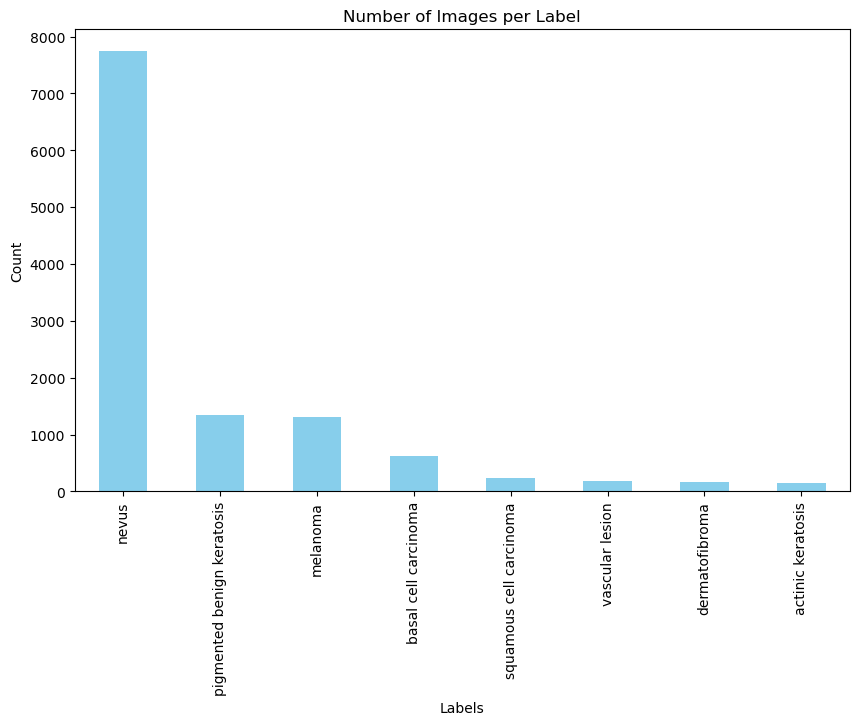 Number of Images per Label
Count
8000
7000
6000
5000
4000
3000
2000
1000
0
nevus
pigmented benign keratosis
melanoma
basal cell carcinoma
squamous cell carcinoma
vascular lesion
dermatofibroma
actinic keratosis
Labels